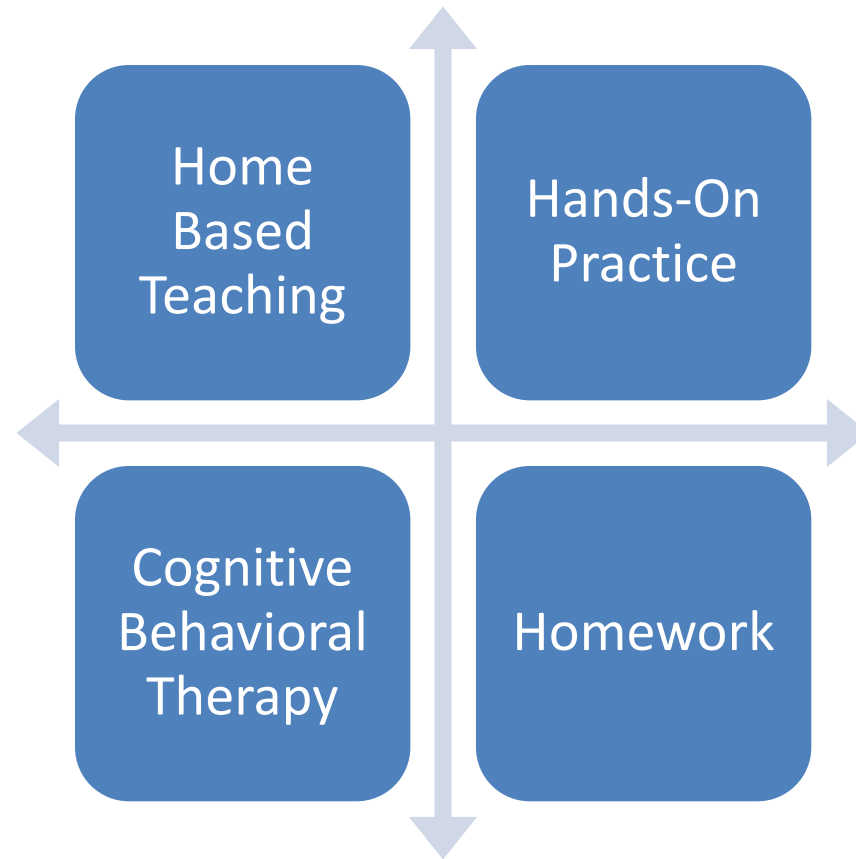 Home
Based
Teaching
Hands-On
Practice
Cognitive
Behavioral
Therapy
Homework